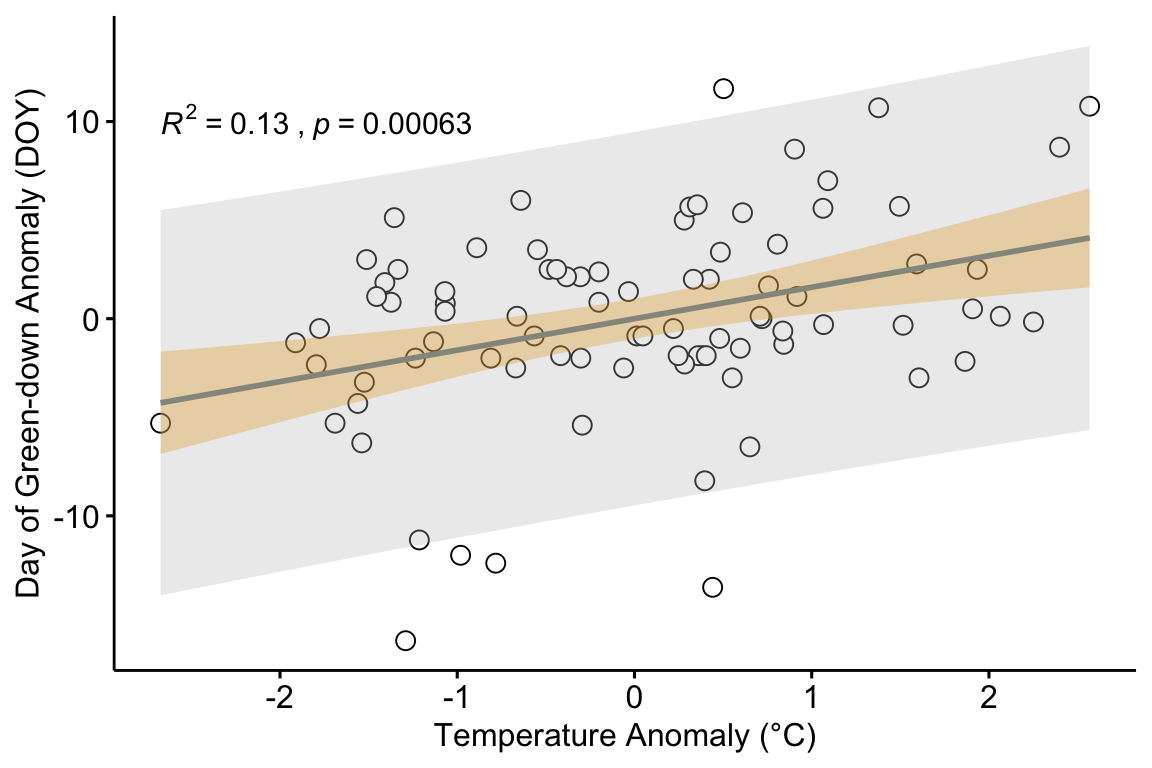 R² = 0.13 , p = 0.00063
Day of Green-down Anomaly (DOY)
10
0
-10
-2
-1
0
1
2
Temperature Anomaly (°C)